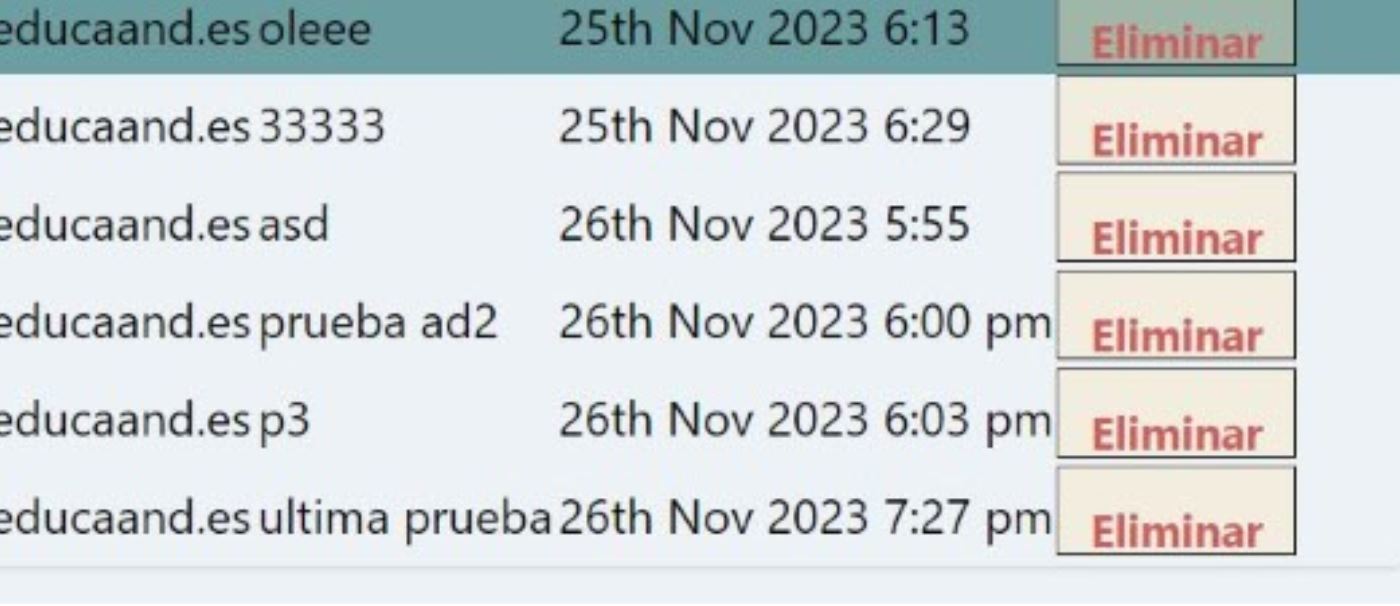 educaand.es oleee 25th Nov 2023 6:13 Eliminar
educaand.es 33333 25th Nov 2023 6:29 Eliminar
educaand.es asd 26th Nov 2023 5:55 Eliminar
educaand.es prueba ad2 26th Nov 2023 6:00 pm Eliminar
educaand.es p3 26th Nov 2023 6:03 pm Eliminar
educaand.es ultima prueba 26th Nov 2023 7:27 pm Eliminar